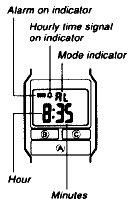 Alarm on indicator
Hourly time signal
on indicator
Mode indicator
AL
8:35
B C
A
Hour
Minutes